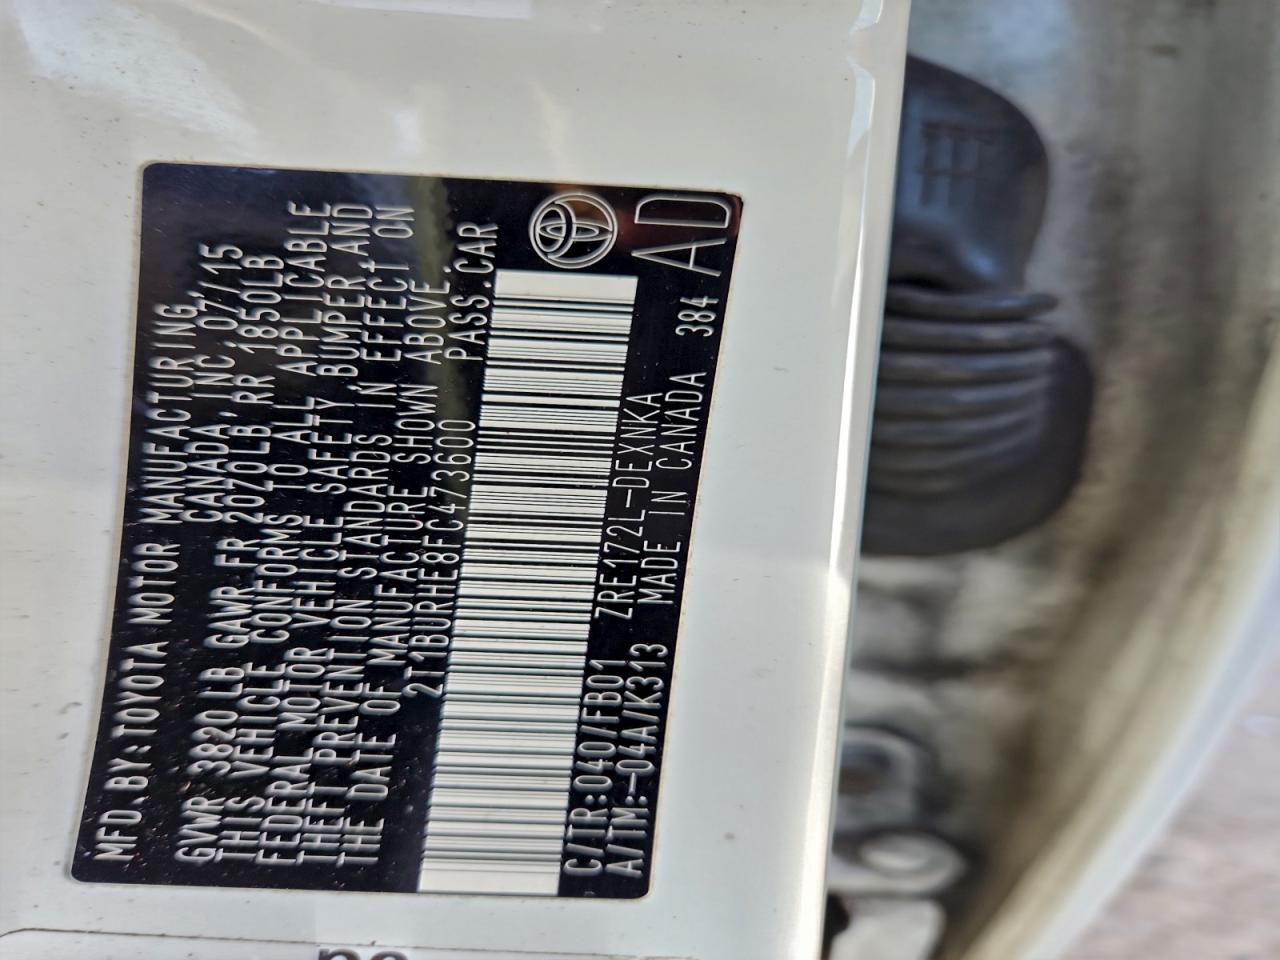 MFD.BY:TOYOTA MOTOR MANUFACTURING
CANADA, INC. 07/15
GVWR 3820LB GAWR FR 2070LB RR 1850LB
THIS VEHICLE CONFORMS TO ALL APPLICABLE
FEDERAL MOTOR VEHICLE SAFETY, BUMPER AND
THEFT PREVENTION STANDARDS IN EFFECT ON
THE DATE OF MANUFACTURE SHOWN ABOVE.
2T1BURHE8FC473600 PASS.CAR
C/TR:040/FB01 ZRE172L-DEXNKA
A/TM:-04A/K313 MADE IN CANADA 384 AD